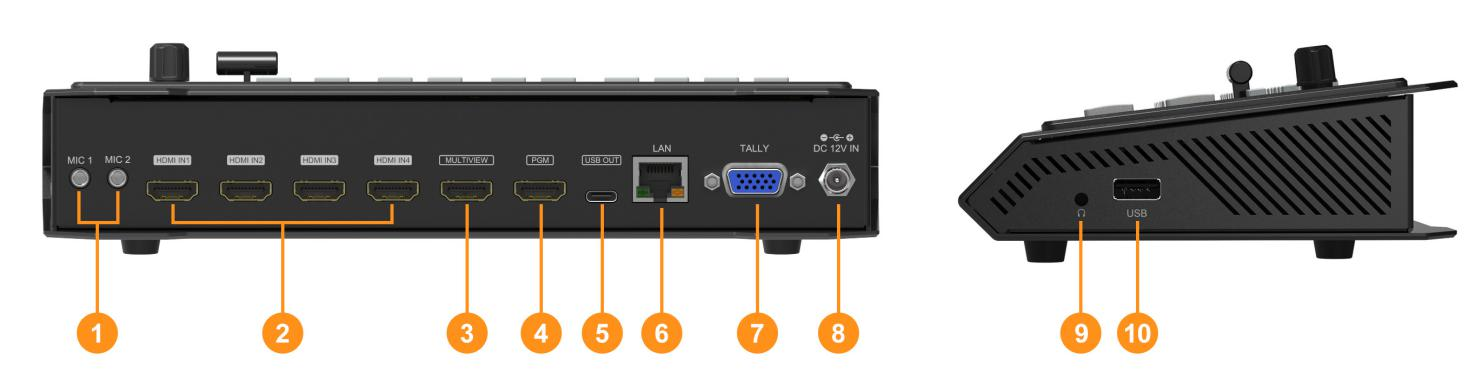 MIC 1 MIC 2 HDMI IN1 HDMI IN2 HDMI IN3 HDMI IN4 MULTIVIEW PGM USB OUT LAN TALLY DC 12V IN
USB
1 2 3 4 5 6 7 8 9 10